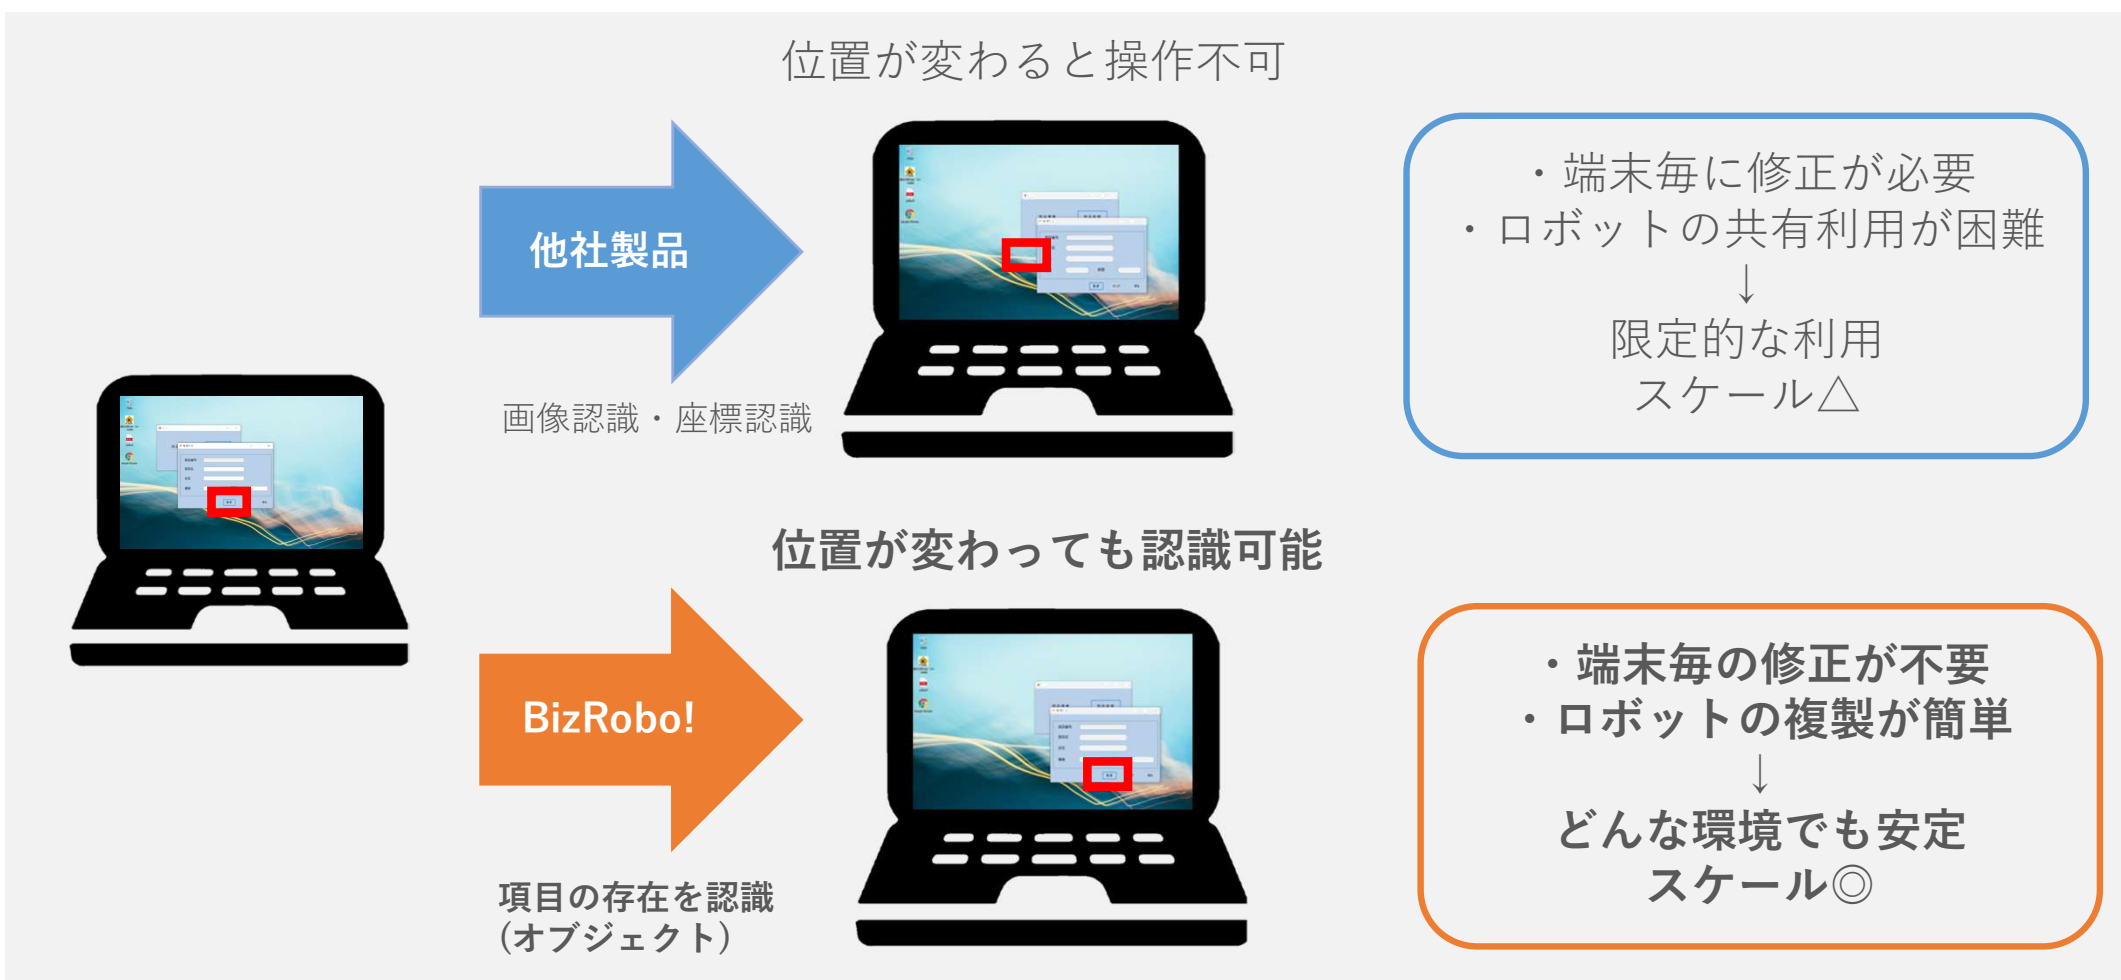 位置が変わると操作不可
他社製品
画像認識・座標認識
・端末毎に修正が必要
・ロボットの共有利用が困難
↓
限定的な利用
スケール△
位置が変わっても認識可能
BizRobo!
項目の存在を認識
(オブジェクト)
・端末毎の修正が不要
・ロボットの複製が簡単
↓
どんな環境でも安定
スケール◎